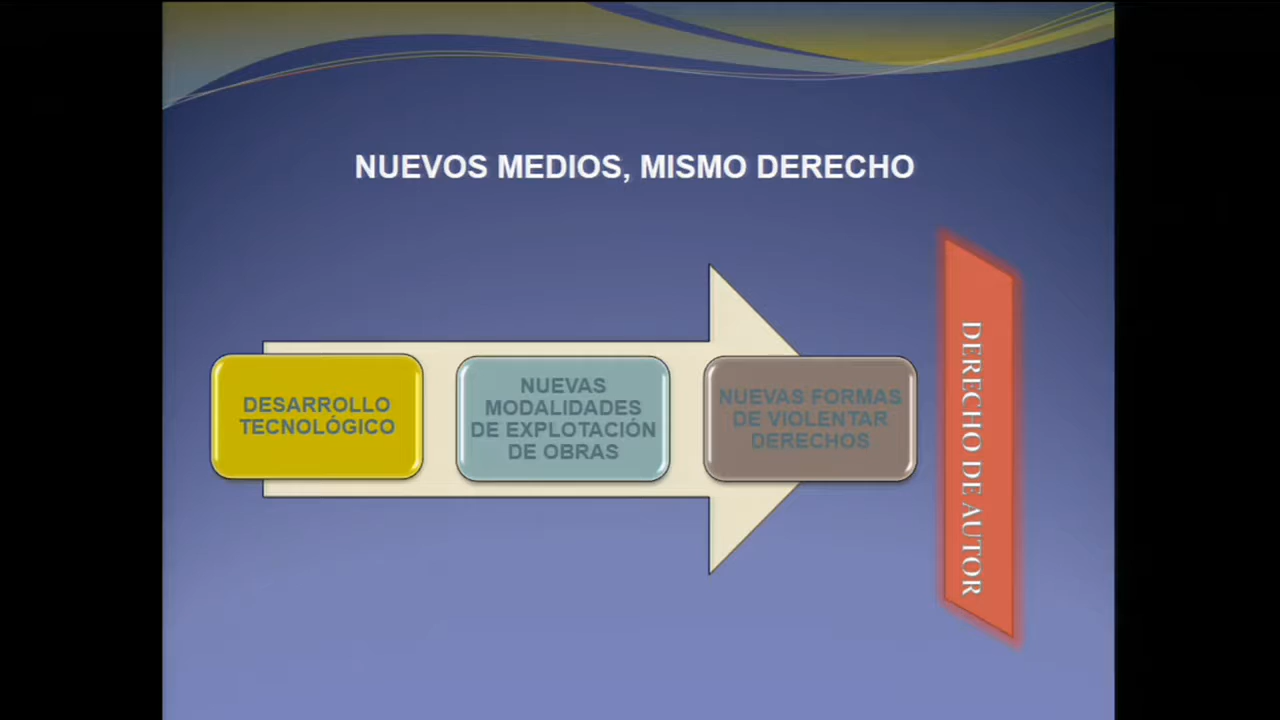 NUEVOS MEDIOS, MISMO DERECHO
DESARROLLO
TECNOLÓGICO
NUEVAS
MODALIDADES
DE EXPLOTACIÓN
DE OBRAS
NUEVAS FORMAS
DE VIOLENTAR
DERECHOS
DERECHO DE AUTOR